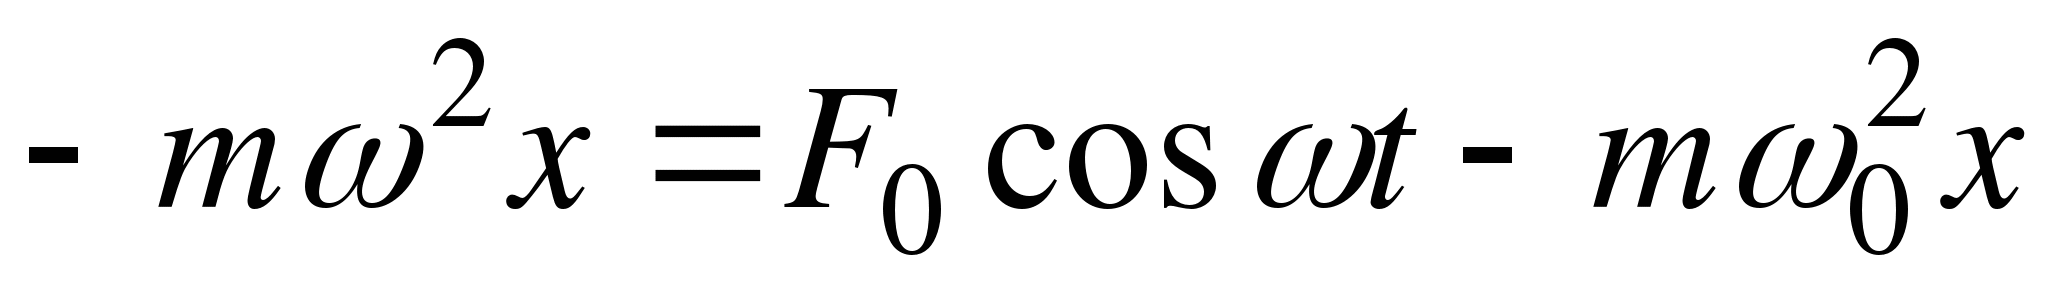 - mω²x = F₀ cos ωt - mω₀²x